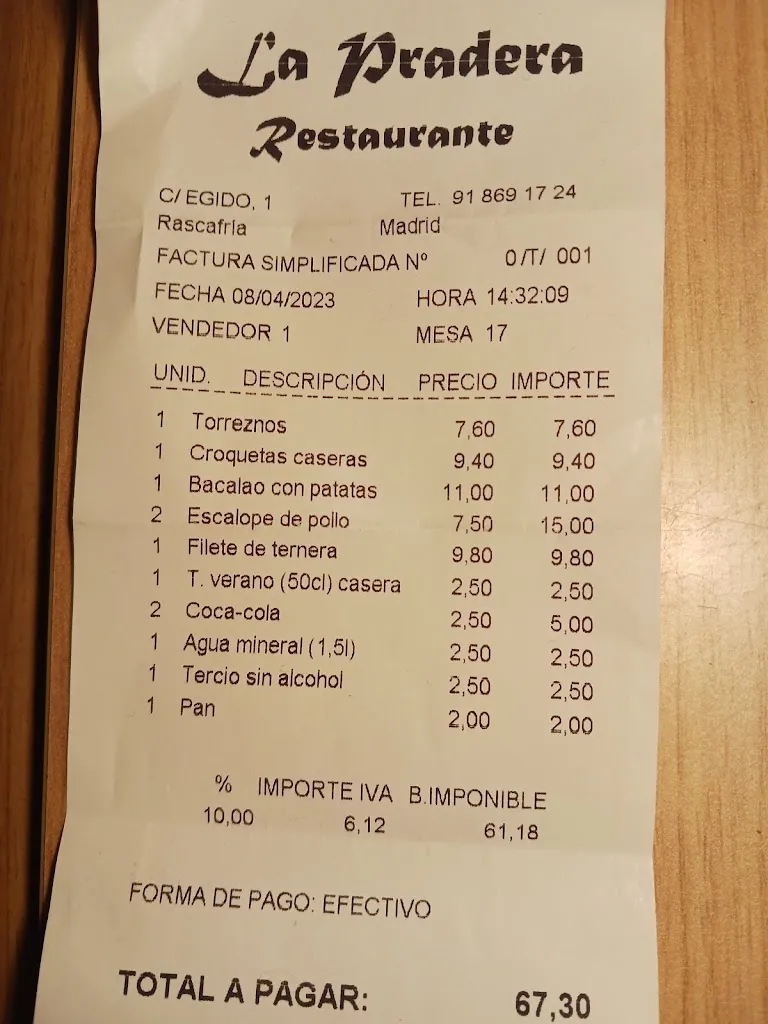 La Pradera
Restaurante
C/ EGIDO, 1 TEL. 91 869 17 24
Rascafría Madrid
FACTURA SIMPLIFICADA Nº 0/T/ 001
FECHA 08/04/2023 HORA 14:32:09
VENDEDOR 1 MESA 17
UNID. DESCRIPCIÓN PRECIO IMPORTE
1 Torreznos 7,60 7,60
1 Croquetas caseras 9,40 9,40
1 Bacalao con patatas 11,00 11,00
2 Escalope de pollo 7,50 15,00
1 Filete de ternera 9,80 9,80
1 T. verano (50cl) casera 2,50 2,50
2 Coca-cola 2,50 5,00
1 Agua mineral (1,5l) 2,50 2,50
1 Tercio sin alcohol 2,50 2,50
1 Pan 2,00 2,00
% IMPORTE IVA B.IMPONIBLE
10,00 6,12 61,18
FORMA DE PAGO: EFECTIVO
TOTAL A PAGAR: 67,30